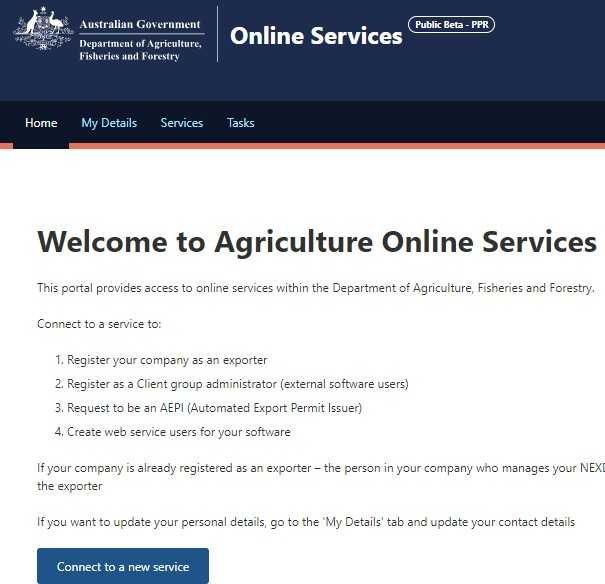 Australian Government
Department of Agriculture,
Fisheries and Forestry
Online Services
Public Beta - PPR
Home My Details Services Tasks
Welcome to Agriculture Online Services
This portal provides access to online services within the Department of Agriculture, Fisheries and Forestry.
Connect to a service to:
1. Register your company as an exporter
2. Register as a Client group administrator (external software users)
3. Request to be an AEPI (Automated Export Permit Issuer)
4. Create web service users for your software
If your company is already registered as an exporter – the person in your company who manages your
the exporter
If you want to update your personal details, go to the 'My Details' tab and update your contact details
Connect to a new service